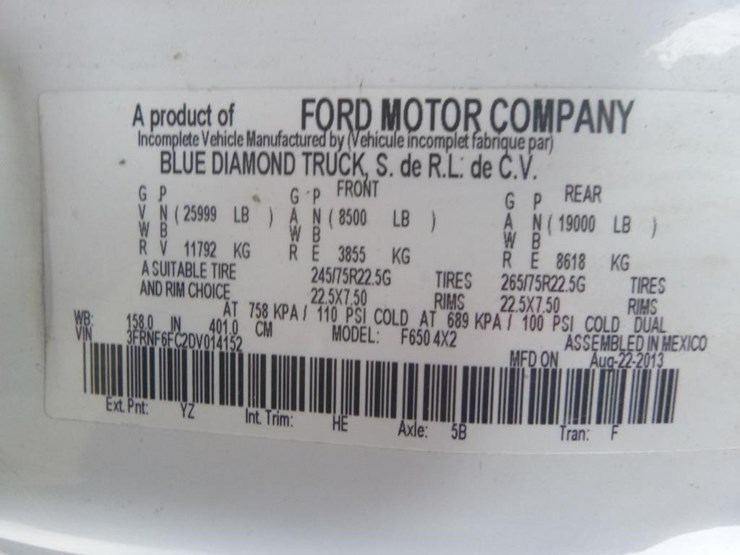 A product of FORD MOTOR COMPANY
Incomplete Vehicle Manufactured by (Vehicule incomplet fabrique par)
BLUE DIAMOND TRUCK, S. de R.L. de C.V.
G P G P FRONT G P REAR
V N ( 25999 LB ) A N ( 8500 LB ) A N ( 19000 LB )
W B W B W B
R V 11792 KG R E 3855 KG R E 8618 KG
A SUITABLE TIRE 245/75R22.5G TIRES 265/75R22.5G TIRES
AND RIM CHOICE 22.5X7.50 RIMS 22.5X7.50 RIMS
AT 758 KPA / 110 PSI COLD AT 689 KPA / 100 PSI COLD DUAL
WB: 158.0 IN 401.0 CM MODEL: F650 4X2 ASSEMBLED IN MEXICO
VIN 3FRNF6FC2DV014152 MFD ON Aug-22-2013
Ext. Pnt: YZ Int. Trim: HE Axle: 5B Tran: F